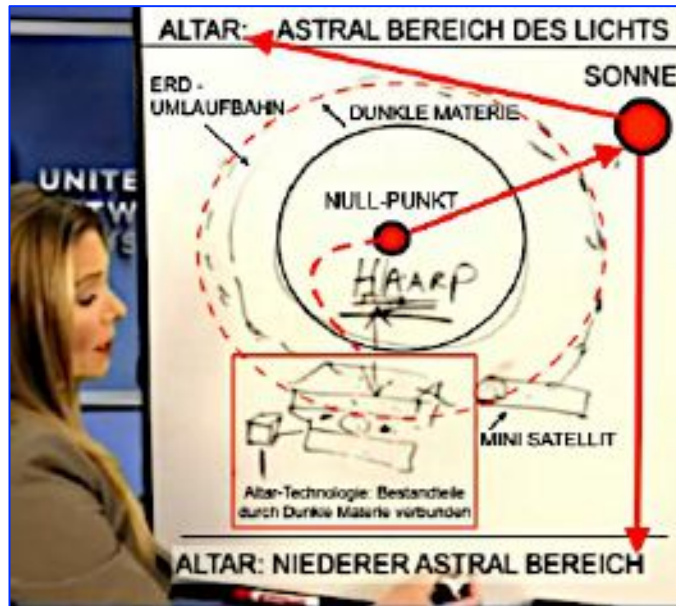 ALTAR: ASTRAL BEREICH DES LICHTS
SONNE
ERD-
UMLAUFBAHN
DUNKLE MATERIE
UNITE
NULL-PUNKT
HAARP
MINI SATELLIT
Altar-Technologie: Bestandteile
durch Dunkle Materie verbunden
ALTAR: NIEDERER ASTRAL BEREICH